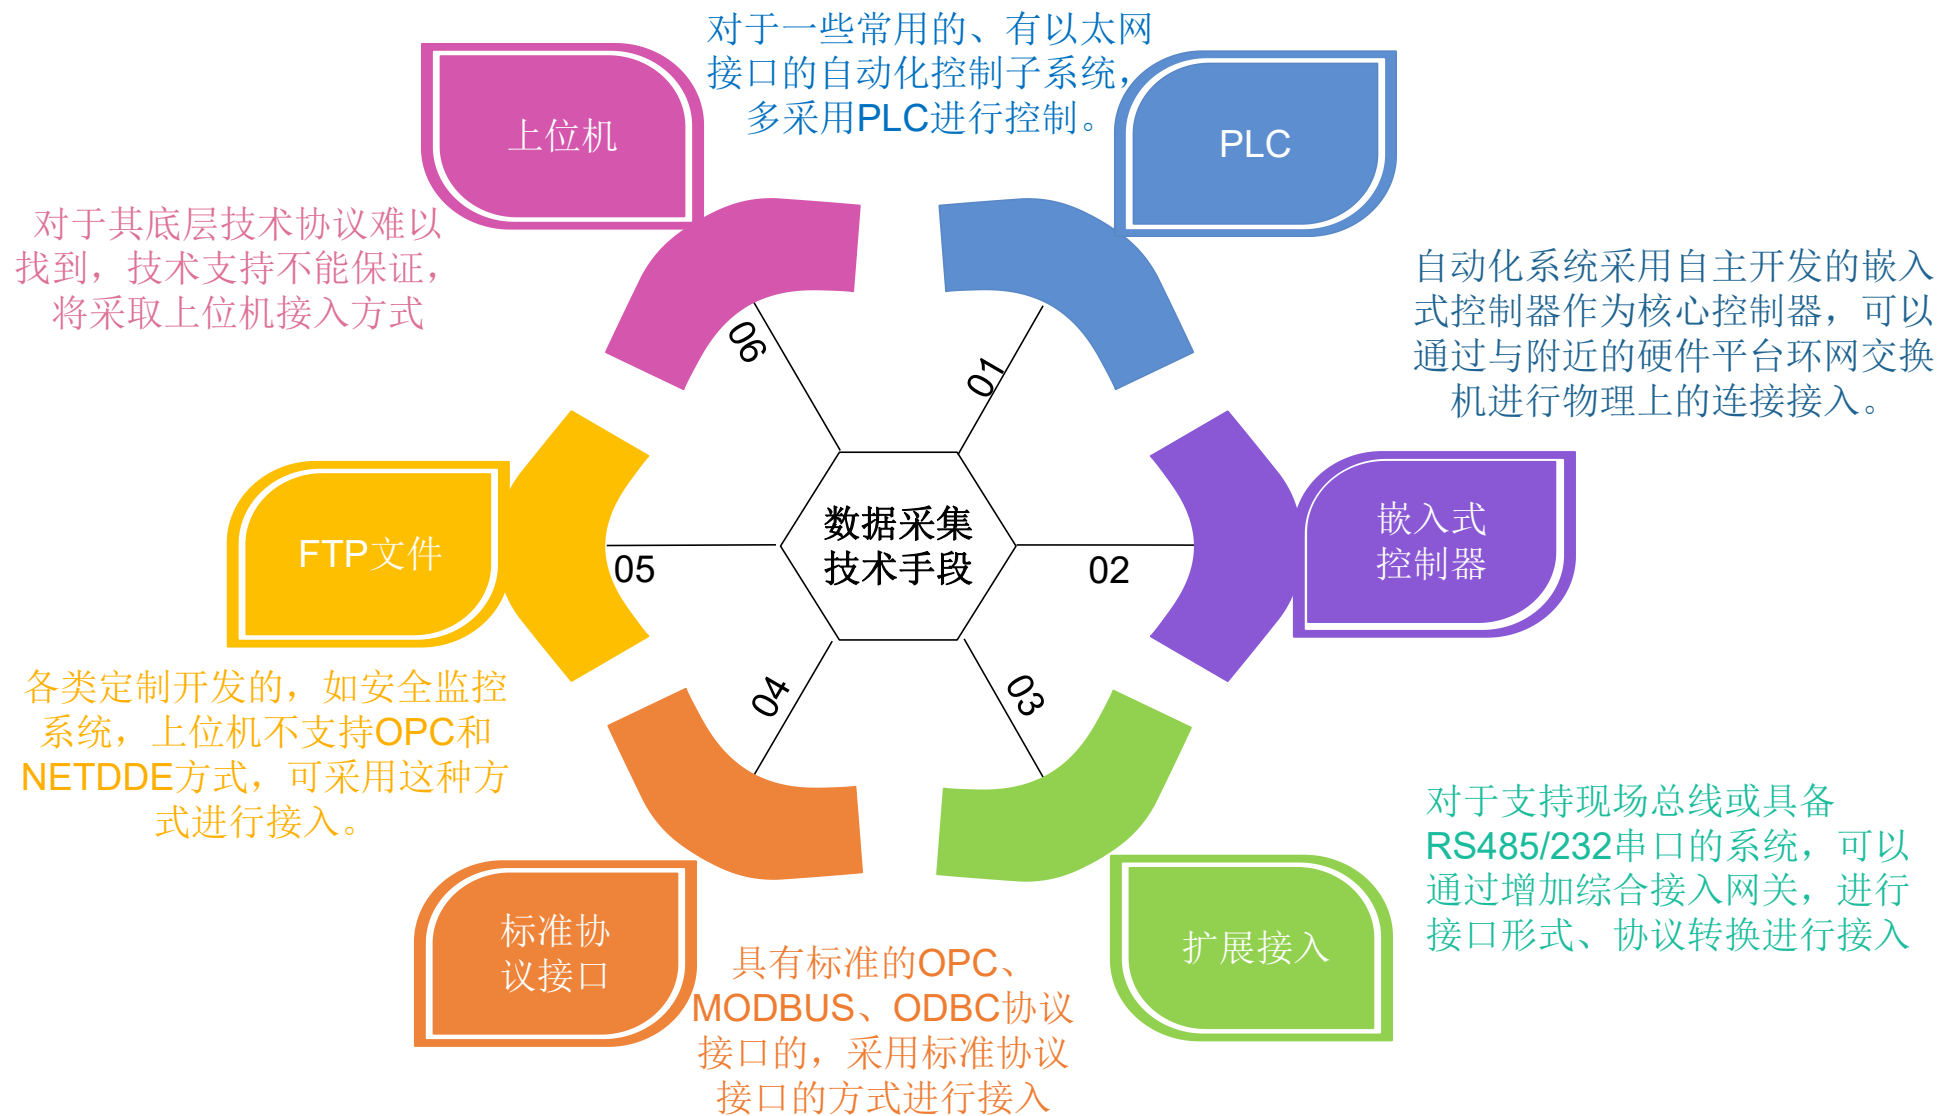 对于一些常用的、有以太网
接口的自动化控制子系统，
多采用PLC进行控制。
上位机
PLC
对于其底层技术协议难以
找到，技术支持不能保证，
将采取上位机接入方式
自动化系统采用自主开发的嵌入
式控制器作为核心控制器，可以
通过与附近的硬件平台环网交换
机进行物理上的连接接入。
06
01
数据采集
技术手段
FTP文件
05
02
嵌入式
控制器
04
03
各类定制开发的，如安全监控
系统，上位机不支持OPC和
NETDDE方式，可采用这种方
式进行接入。
对于支持现场总线或具备
RS485/232串口的系统，可以
通过增加综合接入网关，进行
接口形式、协议转换进行接入
标准协
议接口
扩展接入
具有标准的OPC、
MODBUS、ODBC协议
接口的，采用标准协议
接口的方式进行接入